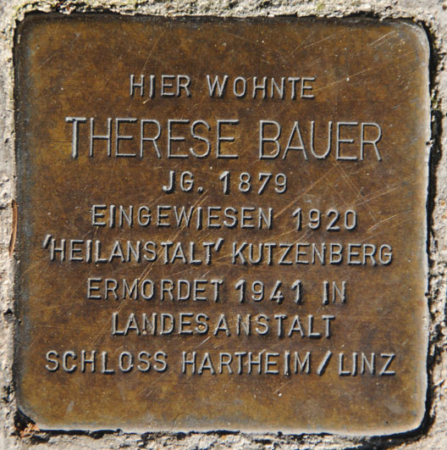 HIER WOHNTE
THERESE BAUER
JG. 1879
EINGEWIESEN 1920
'HEILANSTALT' KUTZENBERG
ERMORDET 1941 IN
LANDESANSTALT
SCHLOSS HARTHEIM/LINZ